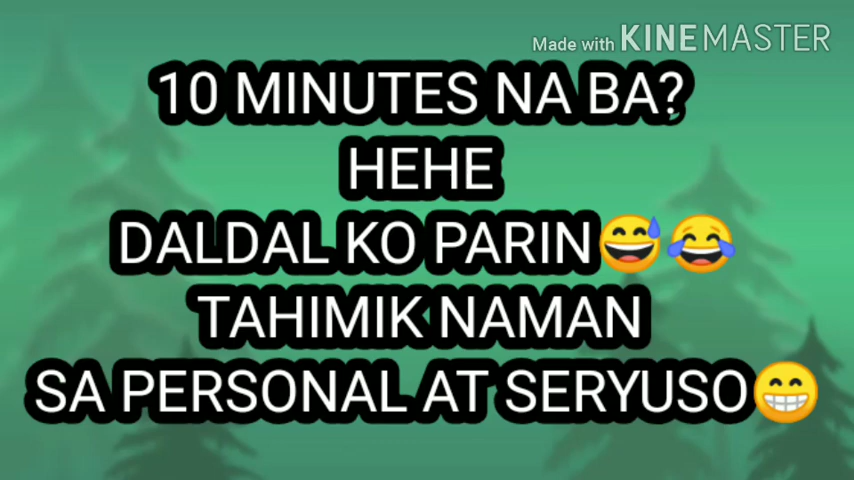 Made with KINEMASTER
10 MINUTES NA BA?
HEHE
DALDAL KO PARIN😅😂
TAHIMIK NAMAN
SA PERSONAL AT SERYUSO😁